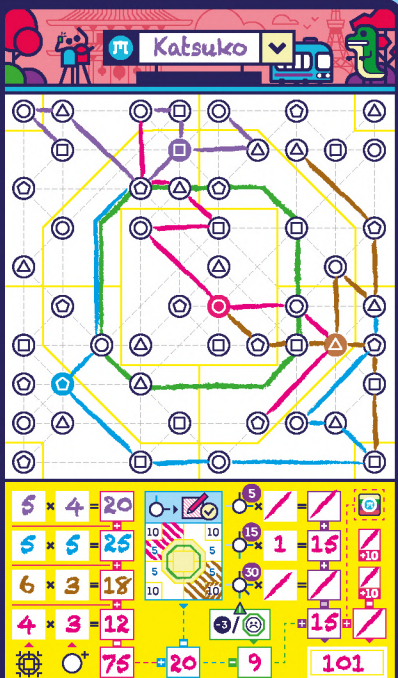 Katsuko
5 × 4 = 20
5 × 5 = 25
6 × 3 = 18
4 × 3 = 12
75
10
5
5
10
10
5
5
10
20
5 × =
15 × 1 = 15
30 × =
-3/
9
15
+10
+10
101